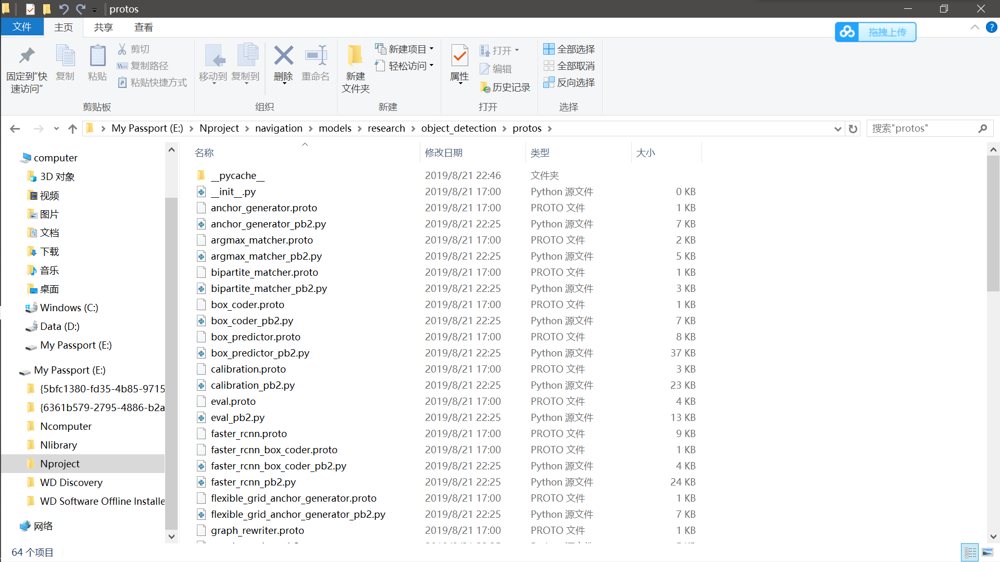 protos
文件 主页 共享 查看
拖拽上传
固定到"快速访问"
复制
粘贴
剪切
复制路径
粘贴快捷方式
剪贴板
移动到
复制到
删除
重命名
组织
新建文件夹
新建项目
轻松访问
新建
属性
打开
编辑
历史记录
打开
全部选择
全部取消
反向选择
选择
My Passport (E:) Nproject navigation models research object_detection protos
搜索"protos"
computer
3D 对象
视频
图片
文档
下载
音乐
桌面
Windows (C:)
Data (D:)
My Passport (E:)
My Passport (E:)
{5bfc1380-fd35-4b85-9715
{6361b579-2795-4886-b2a
Ncomputer
Nlibrary
Nproject
WD Discovery
WD Software Offline Installe
网络
名称 修改日期 类型 大小
__pycache__ 2019/8/21 22:46 文件夹
__init__.py 2019/8/21 17:00 Python 源文件 0 KB
anchor_generator.proto 2019/8/21 17:00 PROTO 文件 1 KB
anchor_generator_pb2.py 2019/8/21 22:25 Python 源文件 7 KB
argmax_matcher.proto 2019/8/21 17:00 PROTO 文件 2 KB
argmax_matcher_pb2.py 2019/8/21 22:25 Python 源文件 5 KB
bipartite_matcher.proto 2019/8/21 17:00 PROTO 文件 1 KB
bipartite_matcher_pb2.py 2019/8/21 22:25 Python 源文件 3 KB
box_coder.proto 2019/8/21 17:00 PROTO 文件 1 KB
box_coder_pb2.py 2019/8/21 22:25 Python 源文件 7 KB
box_predictor.proto 2019/8/21 17:00 PROTO 文件 8 KB
box_predictor_pb2.py 2019/8/21 22:25 Python 源文件 37 KB
calibration.proto 2019/8/21 17:00 PROTO 文件 3 KB
calibration_pb2.py 2019/8/21 22:25 Python 源文件 23 KB
eval.proto 2019/8/21 17:00 PROTO 文件 4 KB
eval_pb2.py 2019/8/21 22:25 Python 源文件 13 KB
faster_rcnn.proto 2019/8/21 17:00 PROTO 文件 9 KB
faster_rcnn_box_coder.proto 2019/8/21 17:00 PROTO 文件 1 KB
faster_rcnn_box_coder_pb2.py 2019/8/21 22:25 Python 源文件 4 KB
faster_rcnn_pb2.py 2019/8/21 22:25 Python 源文件 24 KB
flexible_grid_anchor_generator.proto 2019/8/21 17:00 PROTO 文件 1 KB
flexible_grid_anchor_generator_pb2.py 2019/8/21 22:25 Python 源文件 7 KB
graph_rewriter.proto 2019/8/21 17:00 PROTO 文件 1 KB
64 个项目